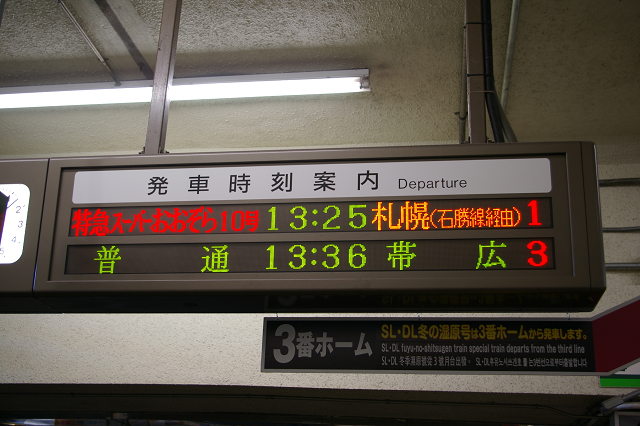 発車時刻案内 Departure
特急スーパーおおぞら10号 13:25 札幌(石勝線経由) 1
普通 13:36 帯広 3
3番ホーム
SL・DL冬の湿原号は3番ホームから発車します。
SL・DL fuyu-no-shitsugen train special train departs from the third line
2
3
4